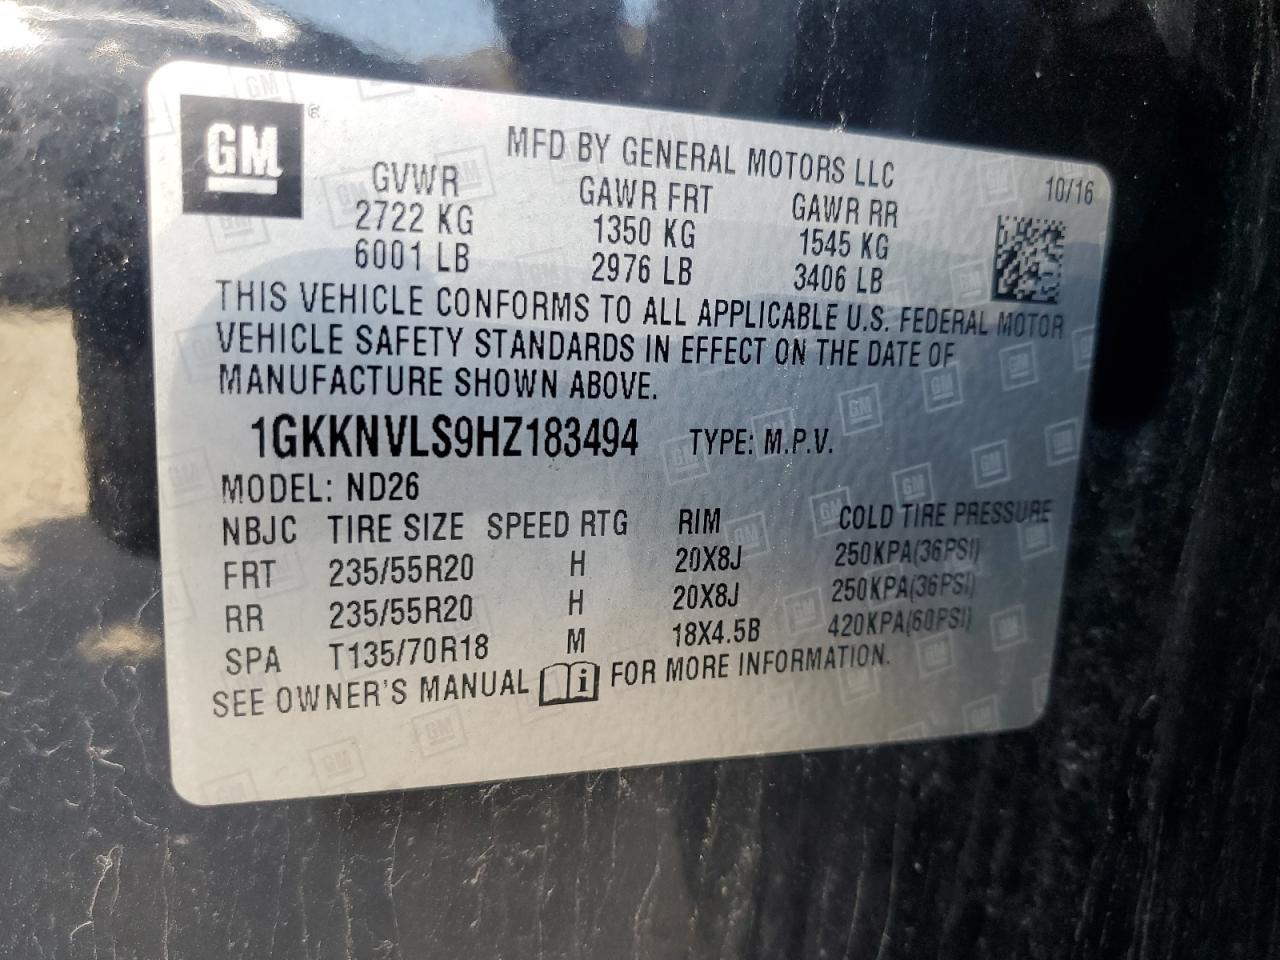 GM ®
MFD BY GENERAL MOTORS LLC
10/16
GVWR GAWR FRT GAWR RR
2722 KG 1350 KG 1545 KG
6001 LB 2976 LB 3406 LB
THIS VEHICLE CONFORMS TO ALL APPLICABLE U.S. FEDERAL MOTOR
VEHICLE SAFETY STANDARDS IN EFFECT ON THE DATE OF
MANUFACTURE SHOWN ABOVE.
1GKKNVLS9HZ183494 TYPE: M.P.V.
MODEL: ND26
NBJC TIRE SIZE SPEED RTG RIM COLD TIRE PRESSURE
FRT 235/55R20 H 20X8J 250KPA(36PSI)
RR 235/55R20 H 20X8J 250KPA(36PSI)
SPA T135/70R18 M 18X4.5B 420KPA(60PSI)
SEE OWNER'S MANUAL i FOR MORE INFORMATION.